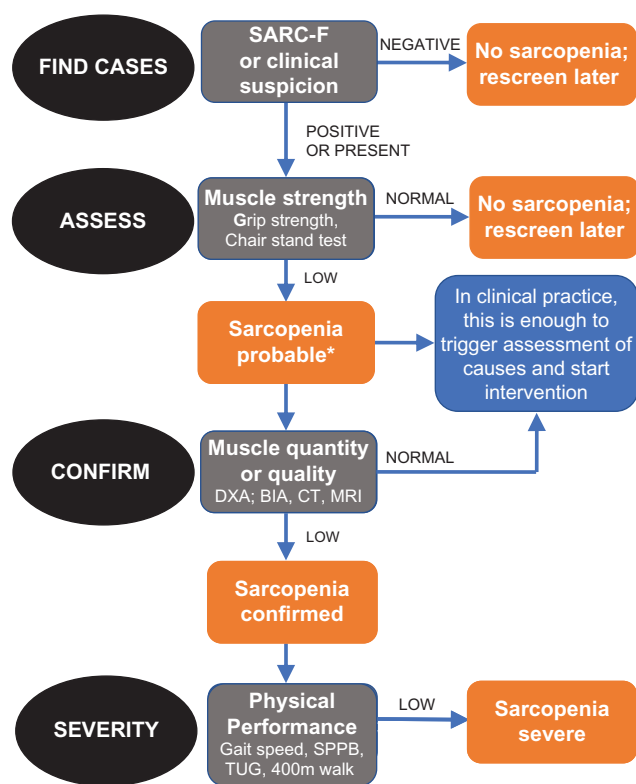 FIND CASES
SARC-F
or clinical
suspicion
NEGATIVE
No sarcopenia;
rescreen later
POSITIVE
OR PRESENT
ASSESS
Muscle strength
Grip strength,
Chair stand test
NORMAL
No sarcopenia;
rescreen later
LOW
Sarcopenia
probable*
In clinical practice,
this is enough to
trigger assessment of
causes and start
intervention
CONFIRM
Muscle quantity
or quality
DXA; BIA, CT, MRI
NORMAL
LOW
Sarcopenia
confirmed
SEVERITY
Physical
Performance
Gait speed, SPPB,
TUG, 400m walk
LOW
Sarcopenia
severe